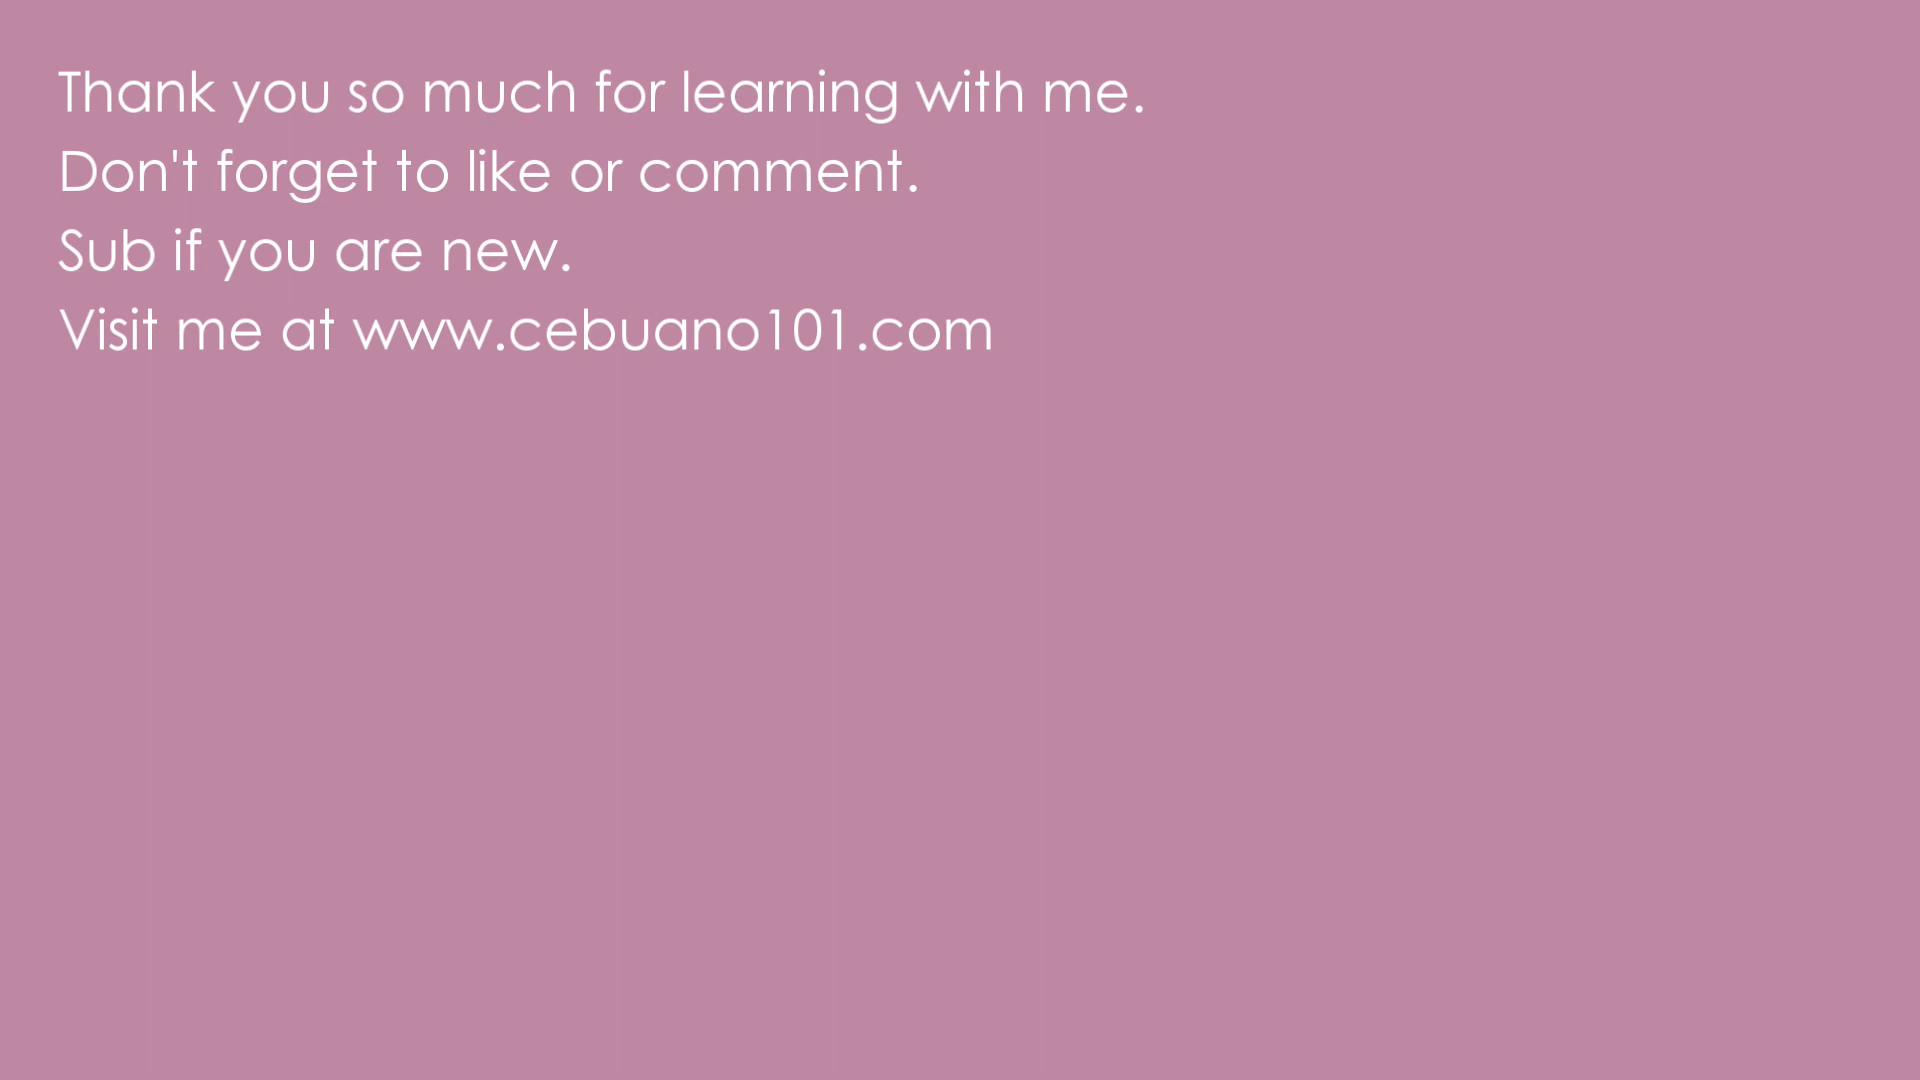 Thank you so much for learning with me.
Don't forget to like or comment.
Sub if you are new.
Visit me at www.cebuano101.com